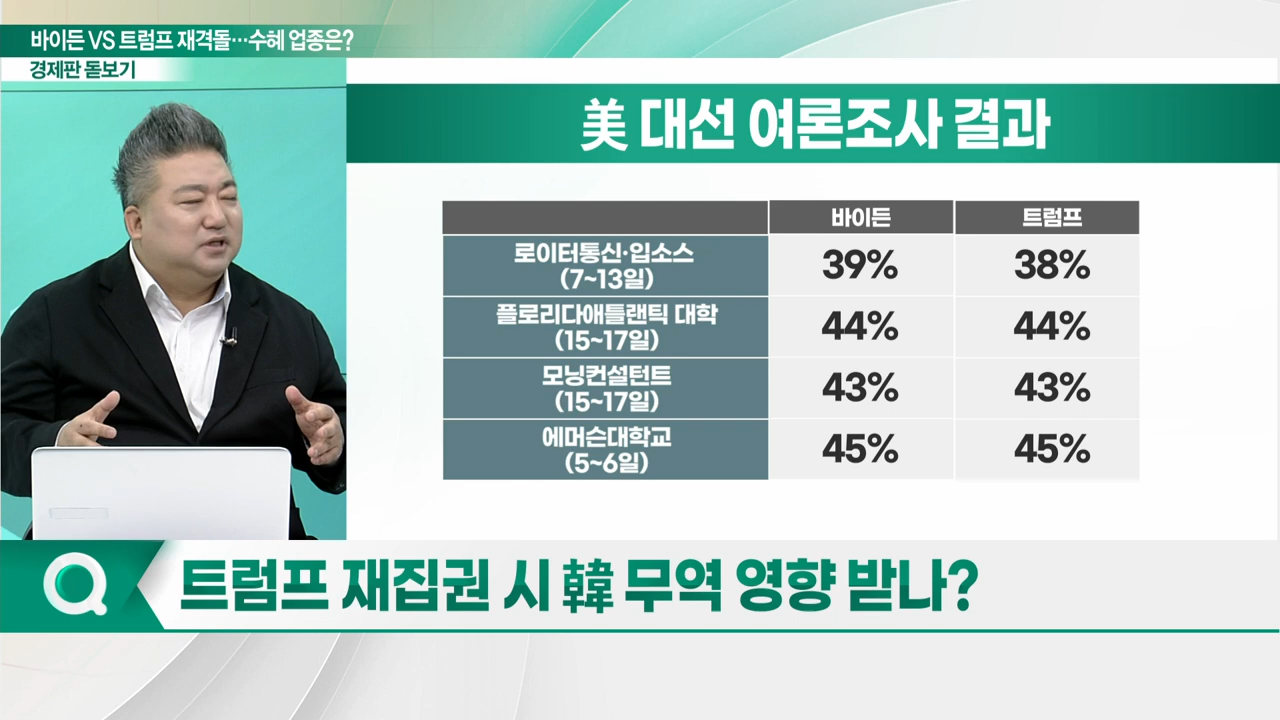 바이든 VS 트럼프 재격돌…수혜 업종은?
경제판 돋보기
美 대선 여론조사 결과
바이든 트럼프
로이터통신·입소스
(7~13일)
39% 38%
플로리다애틀랜틱 대학
(15~17일)
44% 44%
모닝컨설턴트
(15~17일)
43% 43%
에머슨대학교
(5~6일)
45% 45%
Q
트럼프 재집권 시 韓 무역 영향 받나?